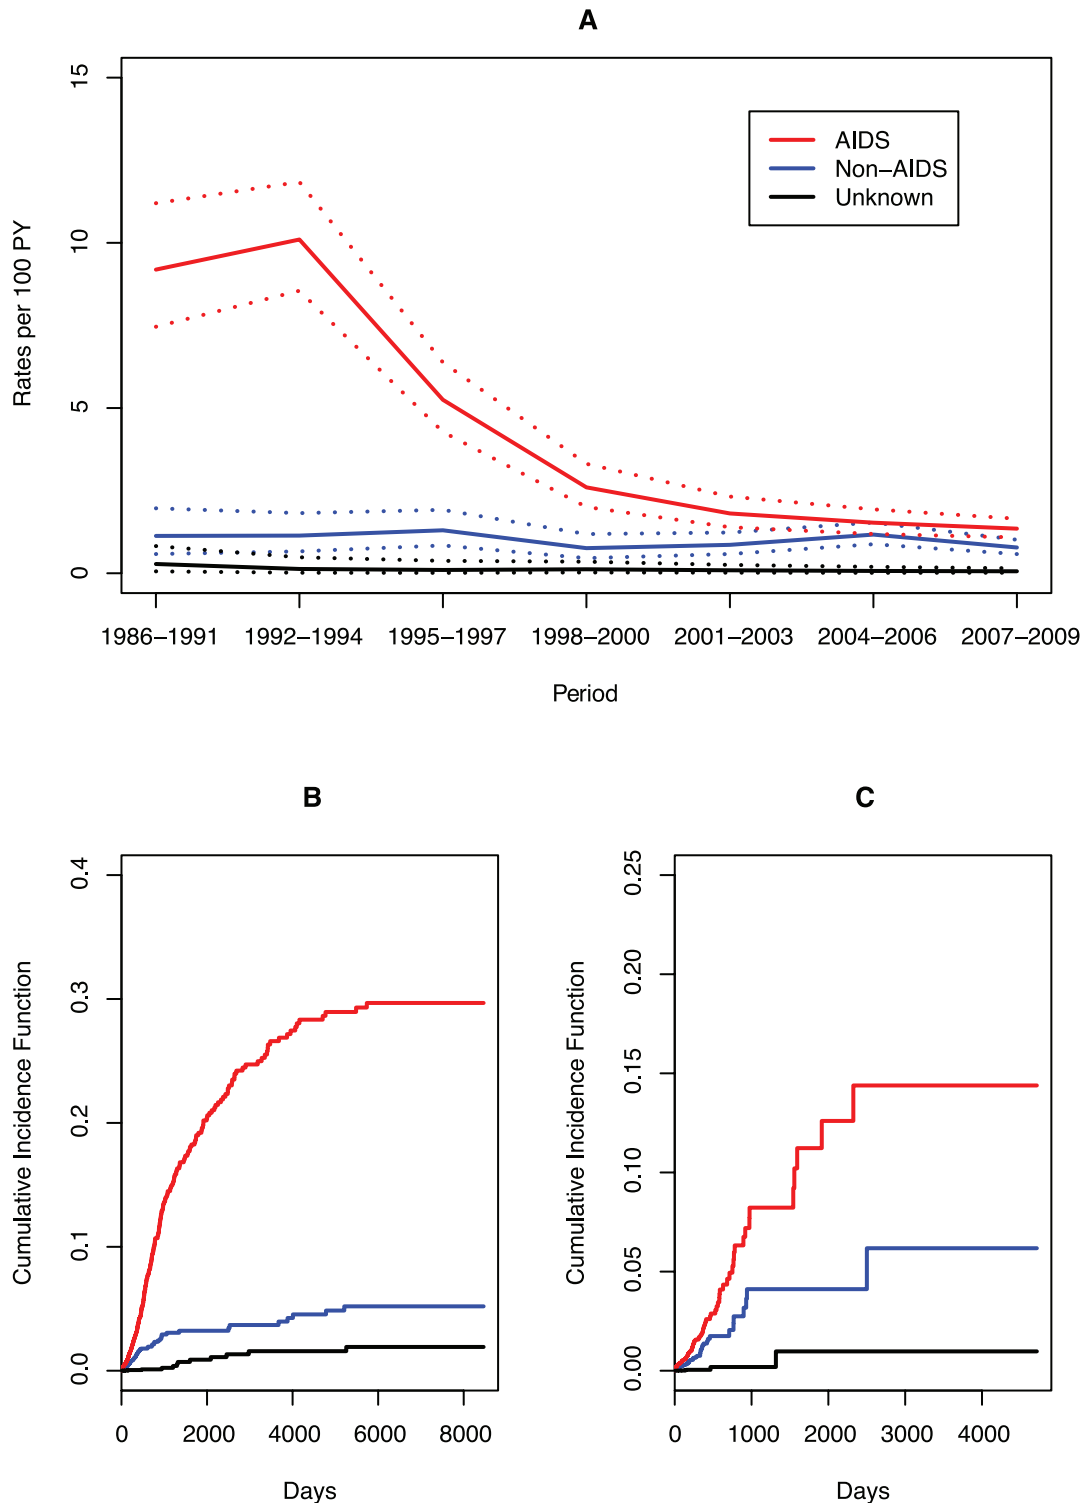 A
Rates per 100 PY
15
10
5
0
AIDS
Non−AIDS
Unknown
1986−1991 1992−1994 1995−1997 1998−2000 2001−2003 2004−2006 2007−2009
Period
B
Cumulative Incidence Function
0.4
0.3
0.2
0.1
0.0
0 2000 4000 6000 8000
Days
C
Cumulative Incidence Function
0.25
0.20
0.15
0.10
0.05
0.00
0 1000 2000 3000 4000
Days